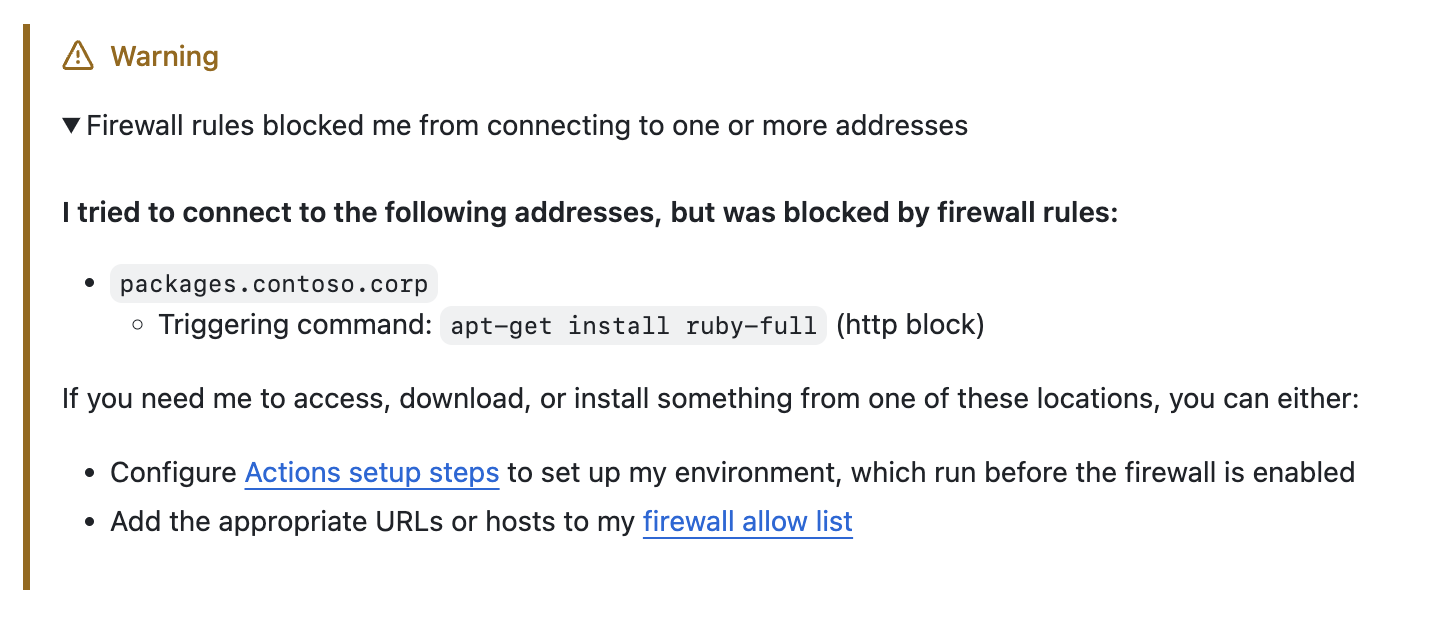 Warning
▼ Firewall rules blocked me from connecting to one or more addresses
I tried to connect to the following addresses, but was blocked by firewall rules:
• packages.contoso.corp
◦ Triggering command: apt-get install ruby-full (http block)
If you need me to access, download, or install something from one of these locations, you can either:
• Configure Actions setup steps to set up my environment, which run before the firewall is enabled
• Add the appropriate URLs or hosts to my firewall allow list